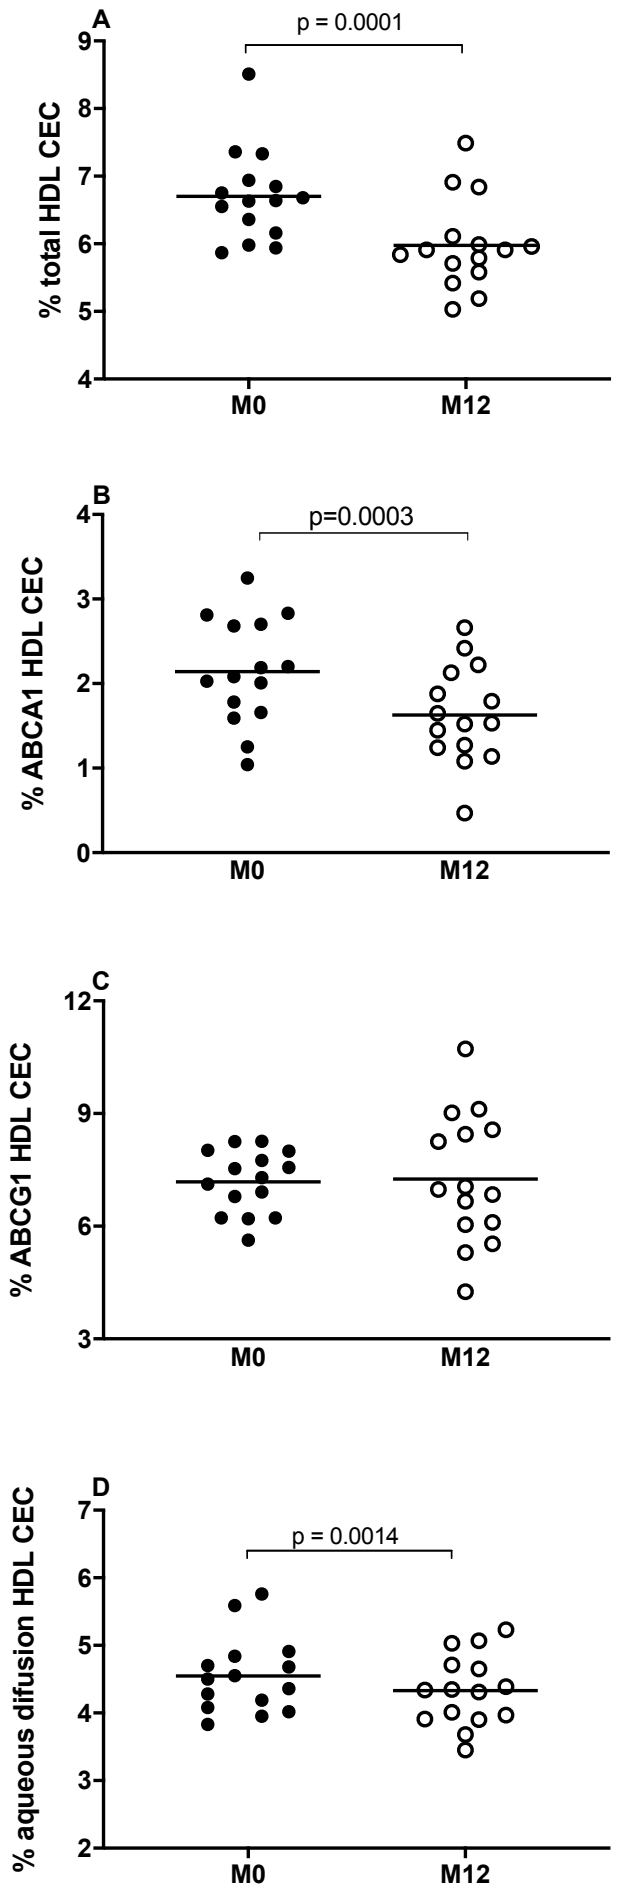 A
p = 0.0001
9
8
7
6
5
4
% total HDL CEC
M0 M12
B
p=0.0003
4
3
2
1
0
% ABCA1 HDL CEC
M0 M12
C
12
9
6
3
% ABCG1 HDL CEC
M0 M12
D
p = 0.0014
7
6
5
4
3
2
% aqueous difusion HDL CEC
M0 M12